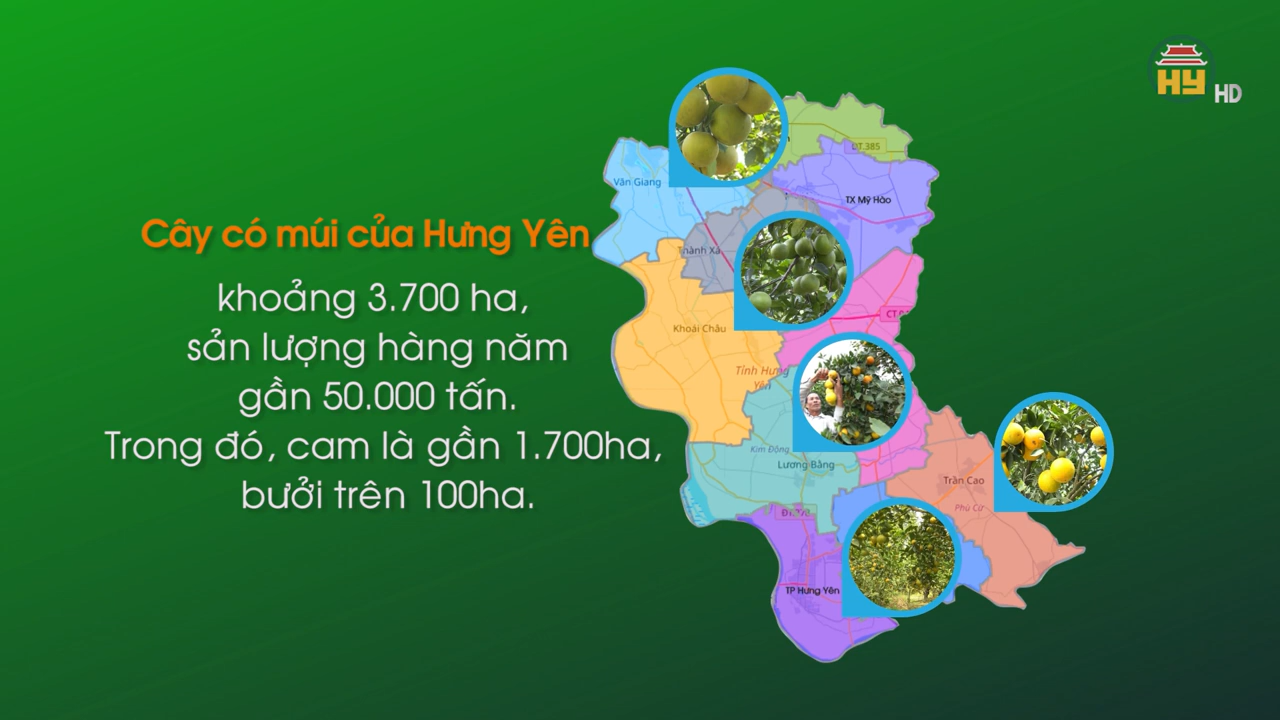 HY HD
ĐT.385
Văn Giang
TX Mỹ Hào
Cây có múi của Hưng Yên
khoảng 3.700 ha,
sản lượng hàng năm
gần 50.000 tấn.
Trong đó, cam là gần 1.700ha,
bưởi trên 100ha.
Khoái Châu
Tỉnh Hưng
Yên
Kim Động
Lương Bằng
Trần Cao
Phù Cừ
TP Hưng Yên